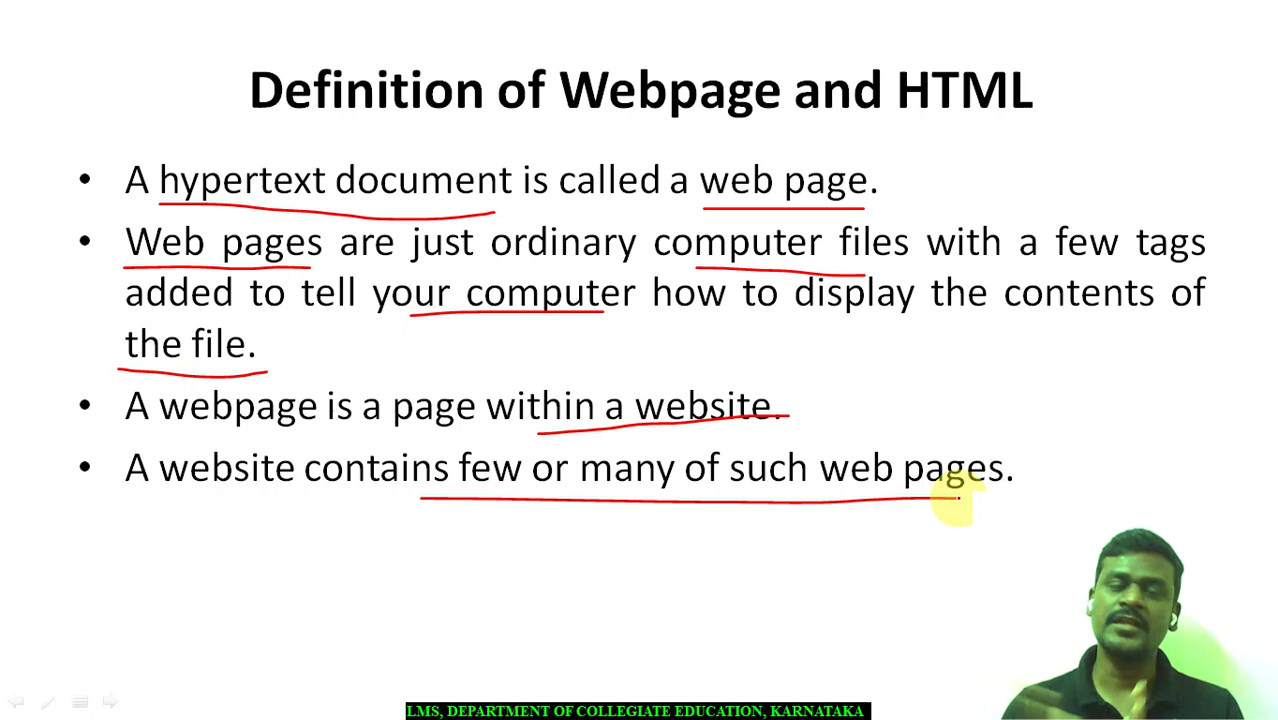 Definition of Webpage and HTML
• A hypertext document is called a web page.
• Web pages are just ordinary computer files with a few tags
added to tell your computer how to display the contents of
the file.
• A webpage is a page within a website.
• A website contains few or many of such web pages.
LMS, DEPARTMENT OF COLLEGIATE EDUCATION, KARNATAKA